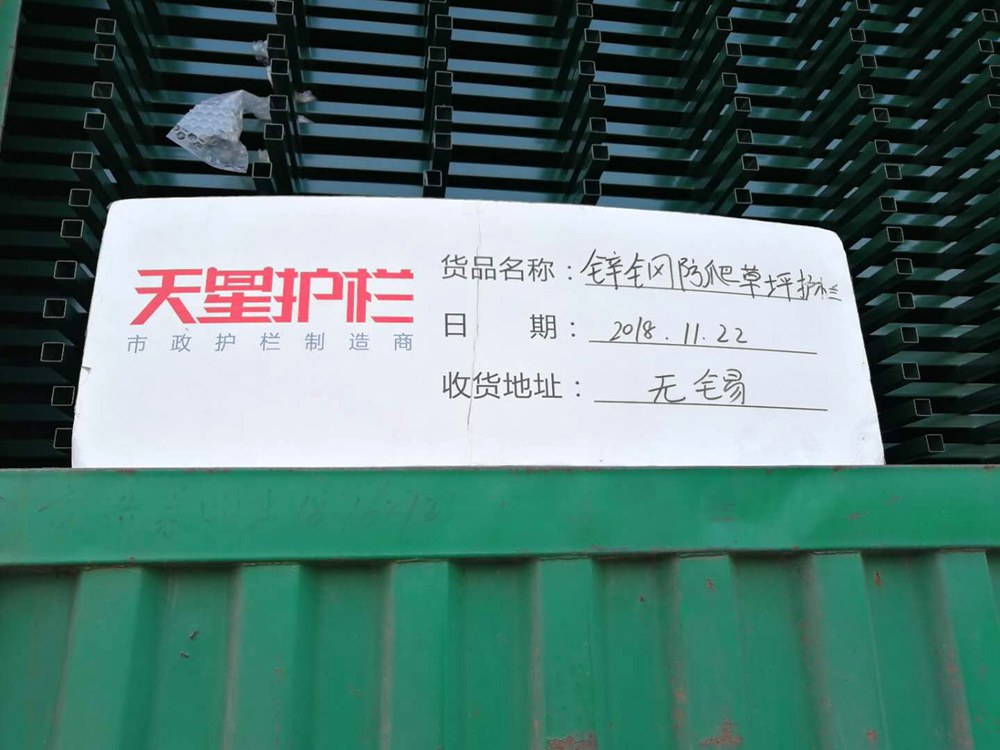 天星护栏
市政护栏制造商
货品名称：锌钢防爬草坪护栏
日 期：2018.11.22
收货地址：无锡